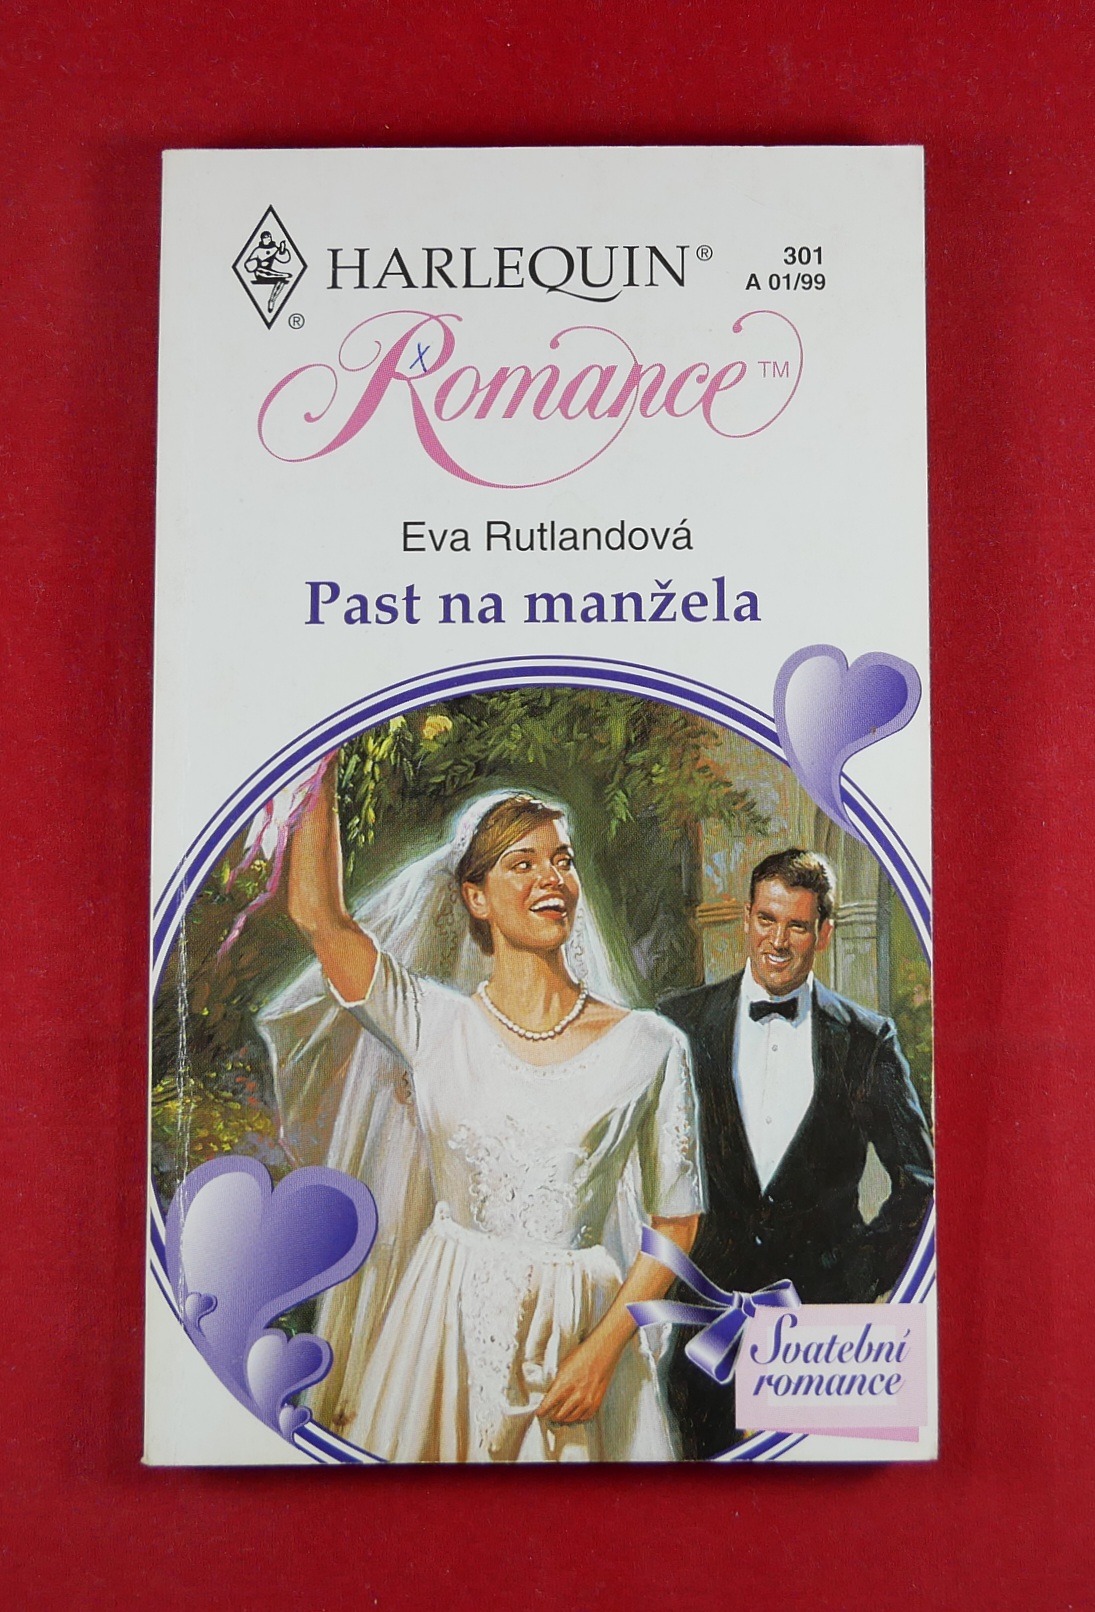 HARLEQUIN®
301
A 01/99
®
Romance™
x
Eva Rutlandová
Past na manžela
Svatební
romance